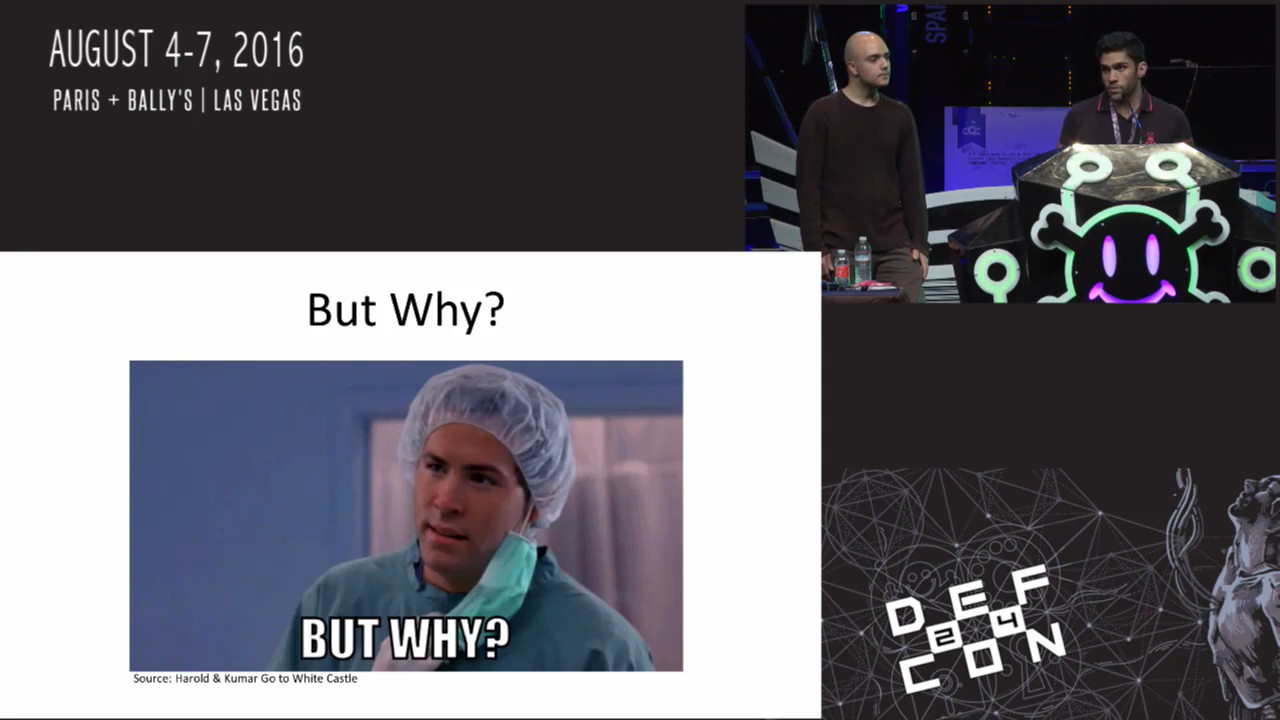 AUGUST 4-7, 2016
PARIS + BALLY'S | LAS VEGAS
SPA
But Why?
BUT WHY?
Source: Harold & Kumar Go to White Castle
DEF
24
CON